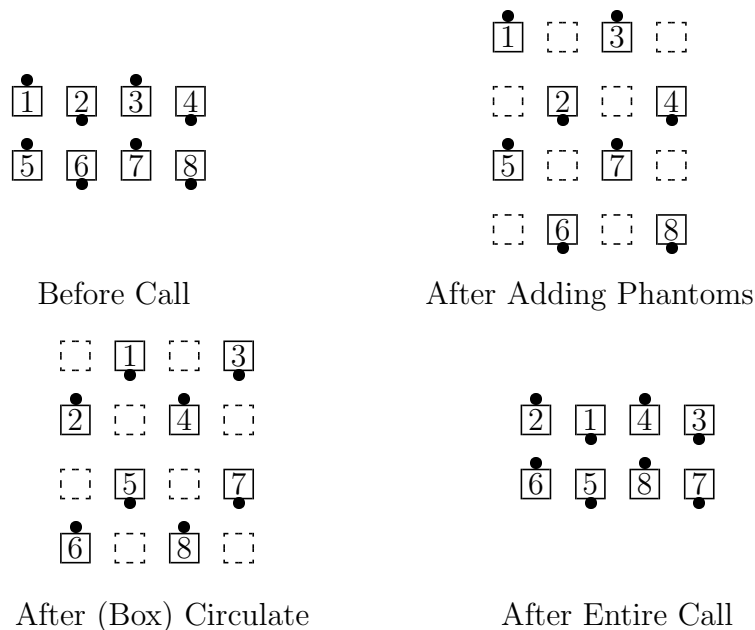 1 2 3 4
5 6 7 8
Before Call
1 3
2 4
5 7
6 8
After Adding Phantoms
1 3
2 4
5 7
6 8
After (Box) Circulate
2 1 4 3
6 5 8 7
After Entire Call